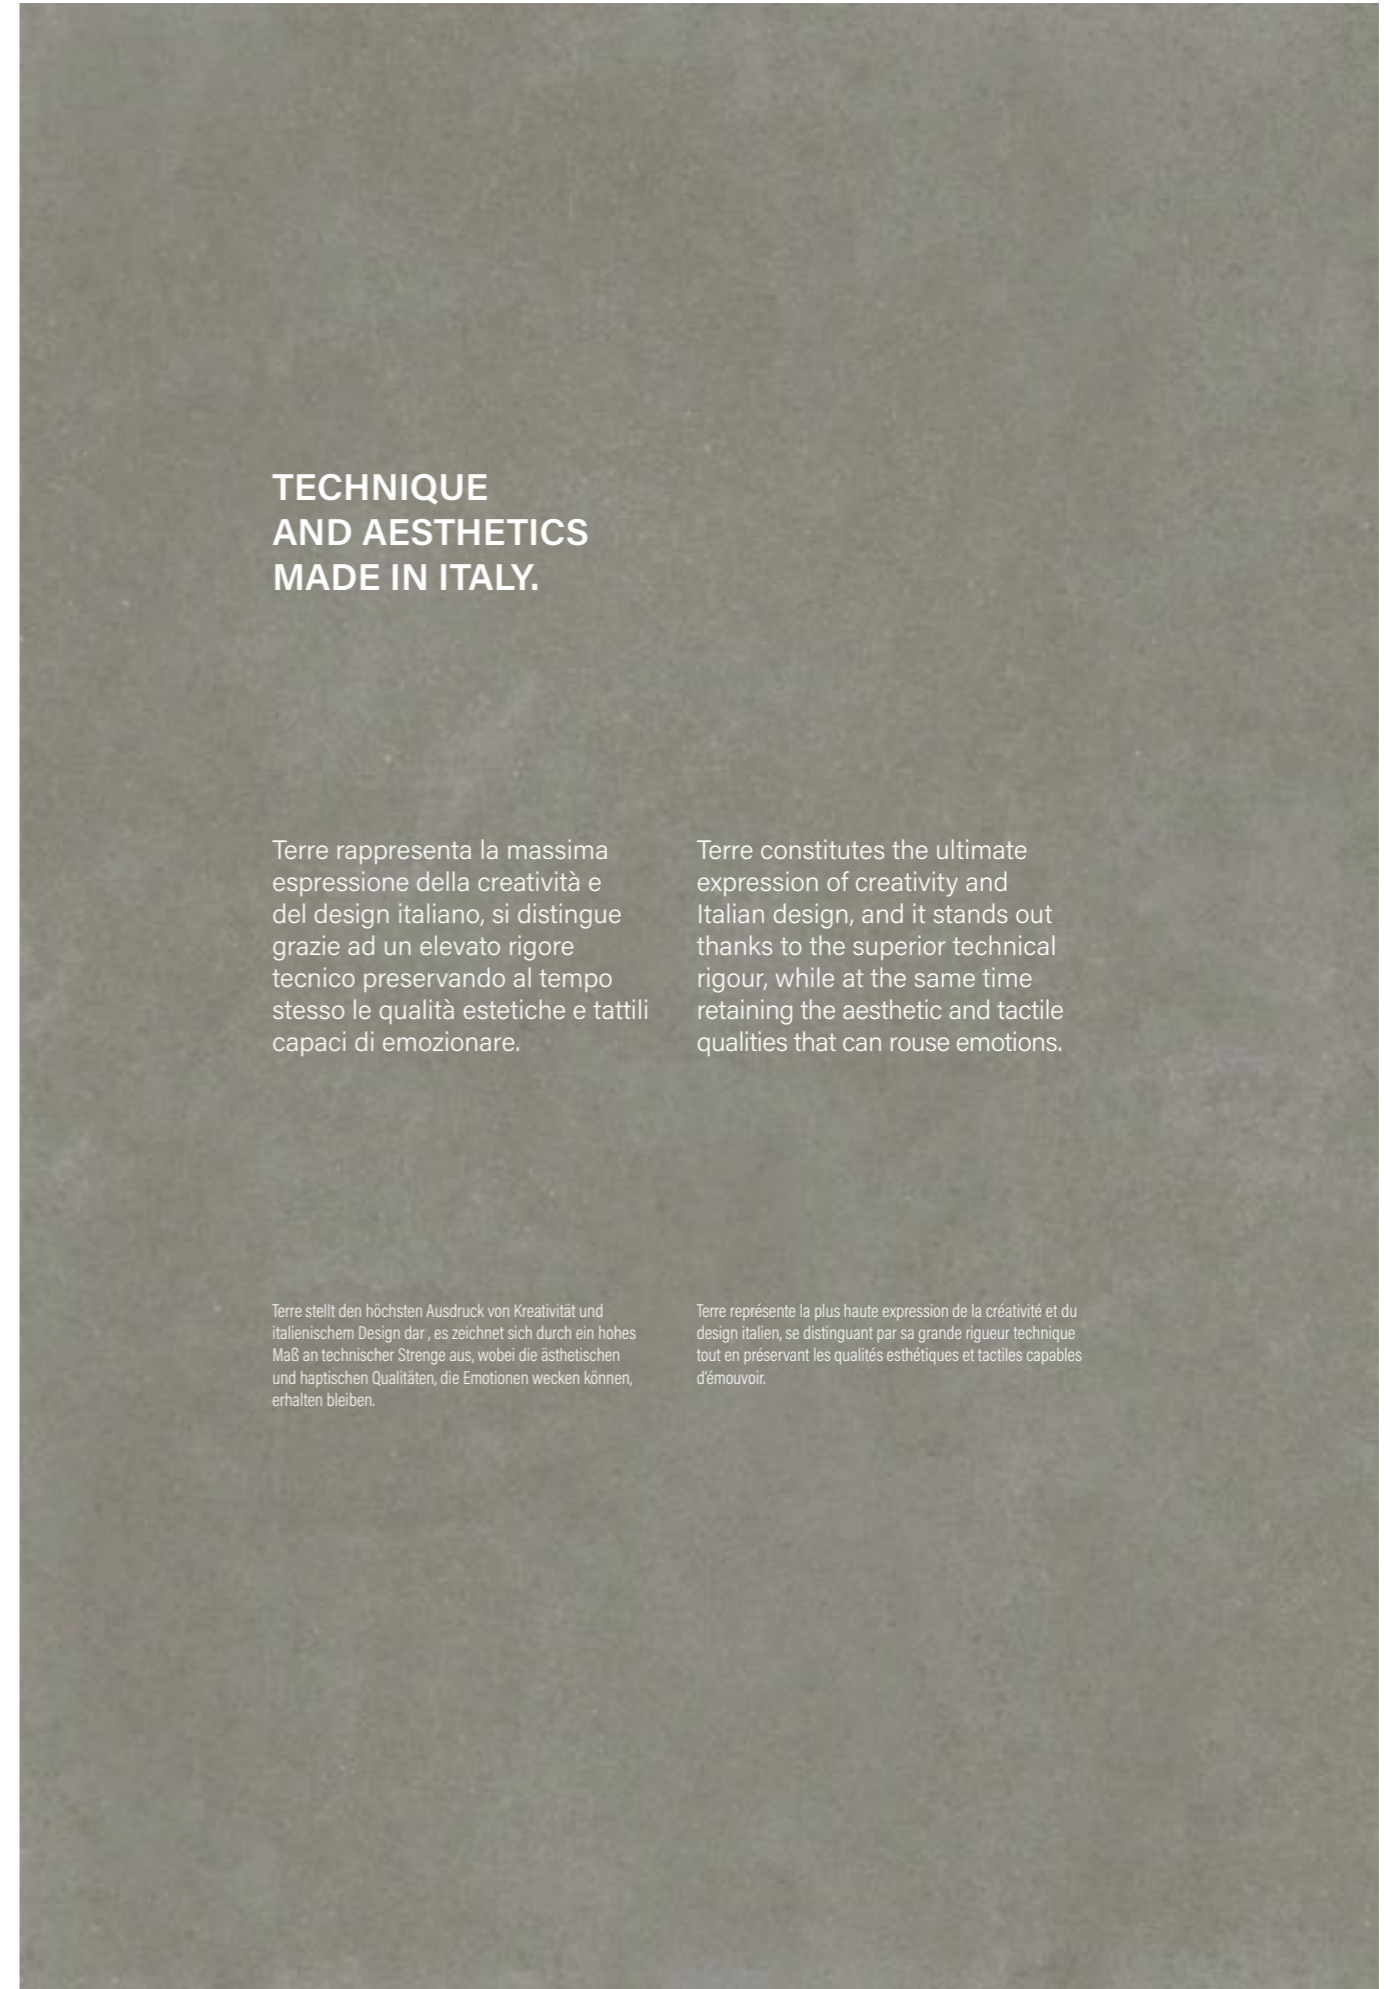 TECHNIQUE
AND AESTHETICS
MADE IN ITALY.
Terre rappresenta la massima
espressione della creatività e
del design italiano, si distingue
grazie ad un elevato rigore
tecnico preservando al tempo
stesso le qualità estetiche e tattili
capaci di emozionare.
Terre constitutes the ultimate
expression of creativity and
Italian design, and it stands out
thanks to the superior technical
rigour, while at the same time
retaining the aesthetic and tactile
qualities that can rouse emotions.
Terre stellt den höchsten Ausdruck von Kreativität und
italienischem Design dar , es zeichnet sich durch ein hohes
Maß an technischer Strenge aus, wobei die ästhetischen
und haptischen Qualitäten, die Emotionen wecken können,
erhalten bleiben.
Terre représente la plus haute expression de la créativité et du
design italien, se distinguant par sa grande rigueur technique
tout en préservant les qualités esthétiques et tactiles capables
d'émouvoir.